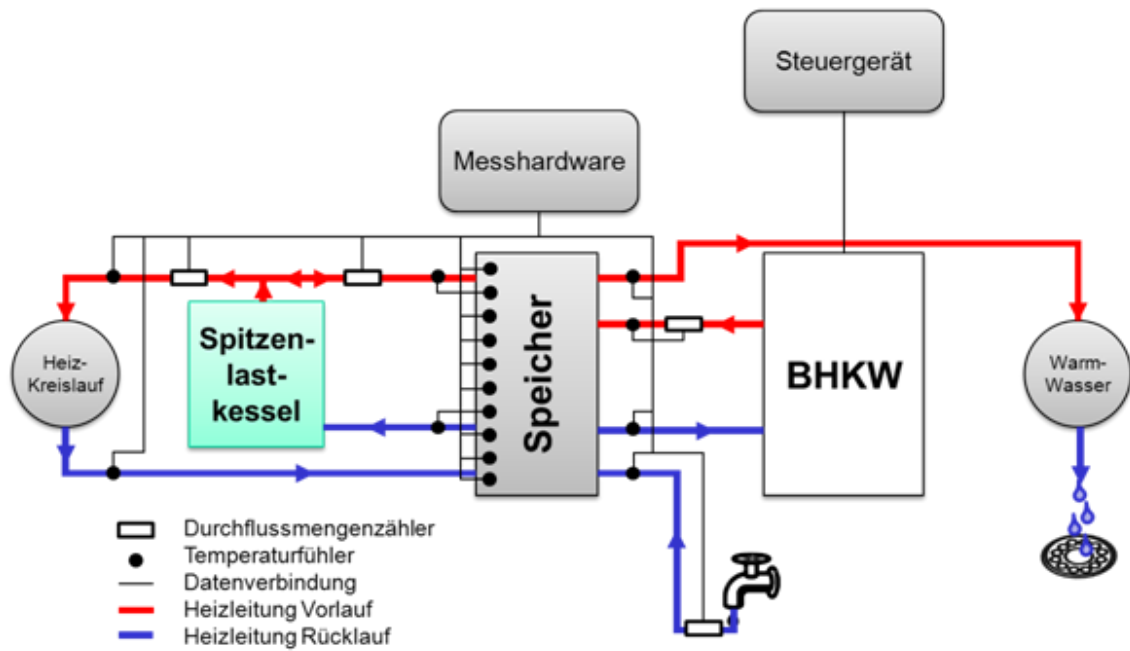 Steuergerät
Messhardware
Heiz-
Kreislauf
Spitzen-
last-
kessel
Speicher
BHKW
Warm-
Wasser
Durchflussmengenzähler
Temperaturfühler
Datenverbindung
Heizleitung Vorlauf
Heizleitung Rücklauf